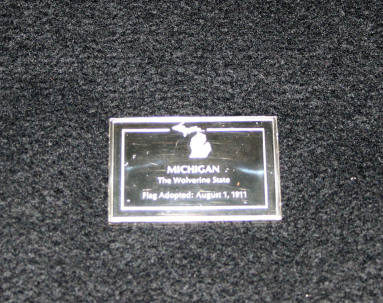 MICHIGAN
The Wolverine State
Flag Adopted: August 1, 1911